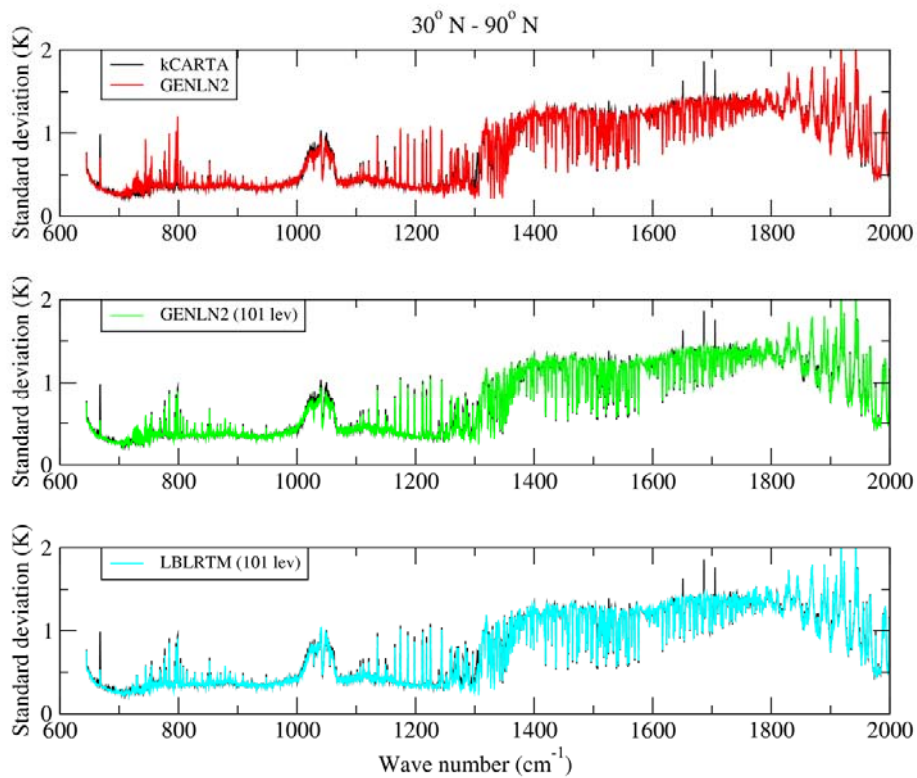 30° N - 90° N
2
kCARTA
GENLN2
1
0
Standard deviation (K)
600 800 1000 1200 1400 1600 1800 2000
2
GENLN2 (101 lev)
1
0
Standard deviation (K)
600 800 1000 1200 1400 1600 1800 2000
2
LBLRTM (101 lev)
1
0
Standard deviation (K)
600 800 1000 1200 1400 1600 1800 2000
Wave number (cm⁻¹)